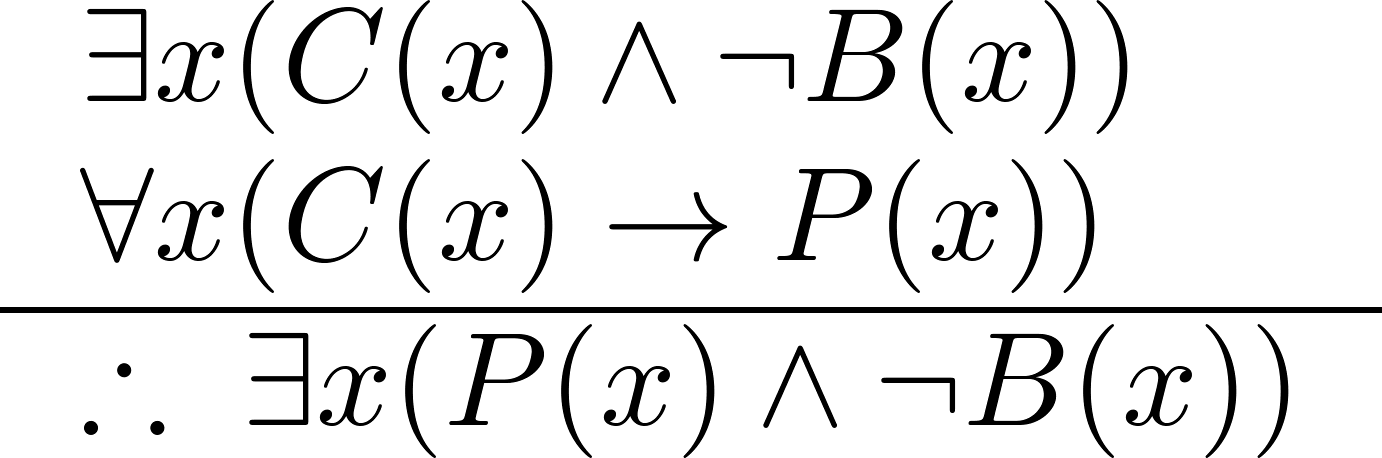 ∃x(C(x) ∧ ¬B(x))
∀x(C(x) → P(x))
∴ ∃x(P(x) ∧ ¬B(x))